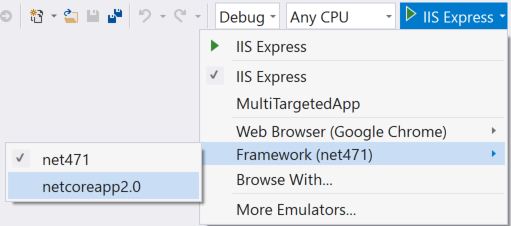 Debug Any CPU IIS Express
IIS Express
IIS Express
MultiTargetedApp
Web Browser (Google Chrome)
Framework (net471)
Browse With...
More Emulators...
net471
netcoreapp2.0